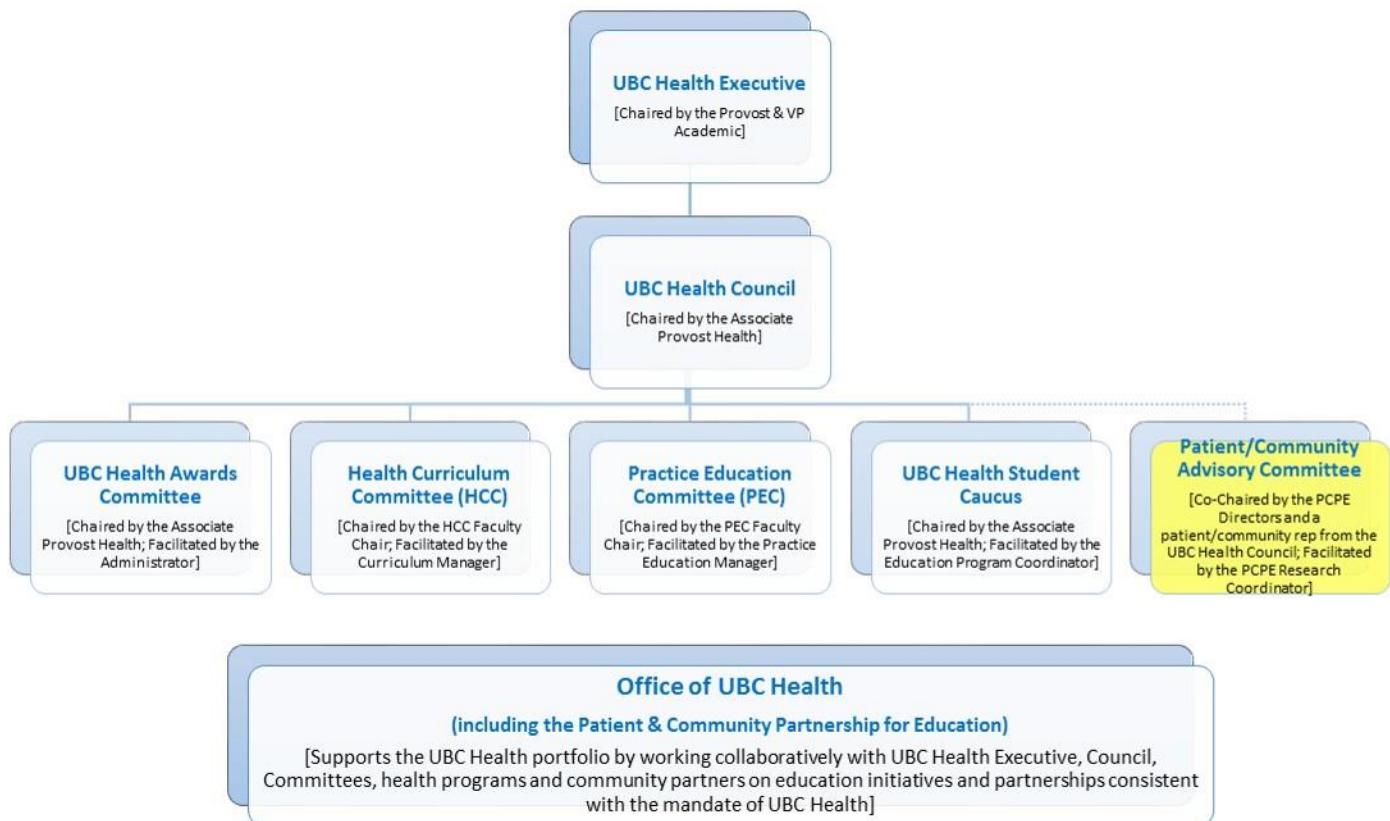 UBC Health Executive
[Chaired by the Provost & VP
Academic]
UBC Health Council
[Chaired by the Associate
Provost Health]
UBC Health Awards
Committee
[Chaired by the Associate
Provost Health; Facilitated by the
Administrator]
Health Curriculum
Committee (HCC)
[Chaired by the HCC Faculty
Chair; Facilitated by the
Curriculum Manager]
Practice Education
Committee (PEC)
[Chaired by the PEC Faculty
Chair; Facilitated by the Practice
Education Manager]
UBC Health Student
Caucus
[Chaired by the Associate
Provost Health; Facilitated by the
Education Program Coordinator]
Patient/Community
Advisory Committee
[Co-Chaired by the PCPE
Directors and a
patient/community rep from the
UBC Health Council; Facilitated
by the PCPE Research
Coordinator]
Office of UBC Health
(including the Patient & Community Partnership for Education)
[Supports the UBC Health portfolio by working collaboratively with UBC Health Executive, Council,
Committees, health programs and community partners on education initiatives and partnerships consistent
with the mandate of UBC Health]